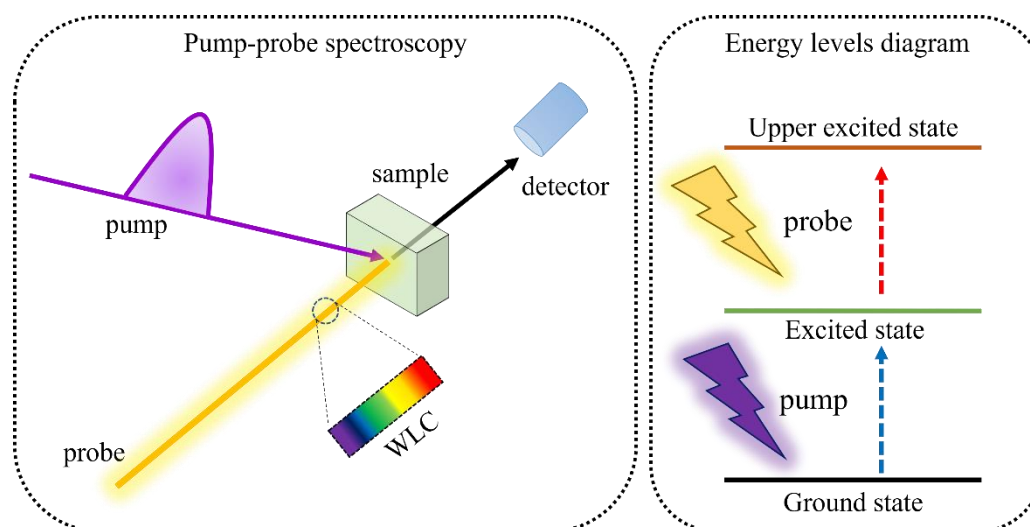 Pump-probe spectroscopy
pump
sample
detector
probe
WLC
Energy levels diagram
Upper excited state
probe
Excited state
pump
Ground state